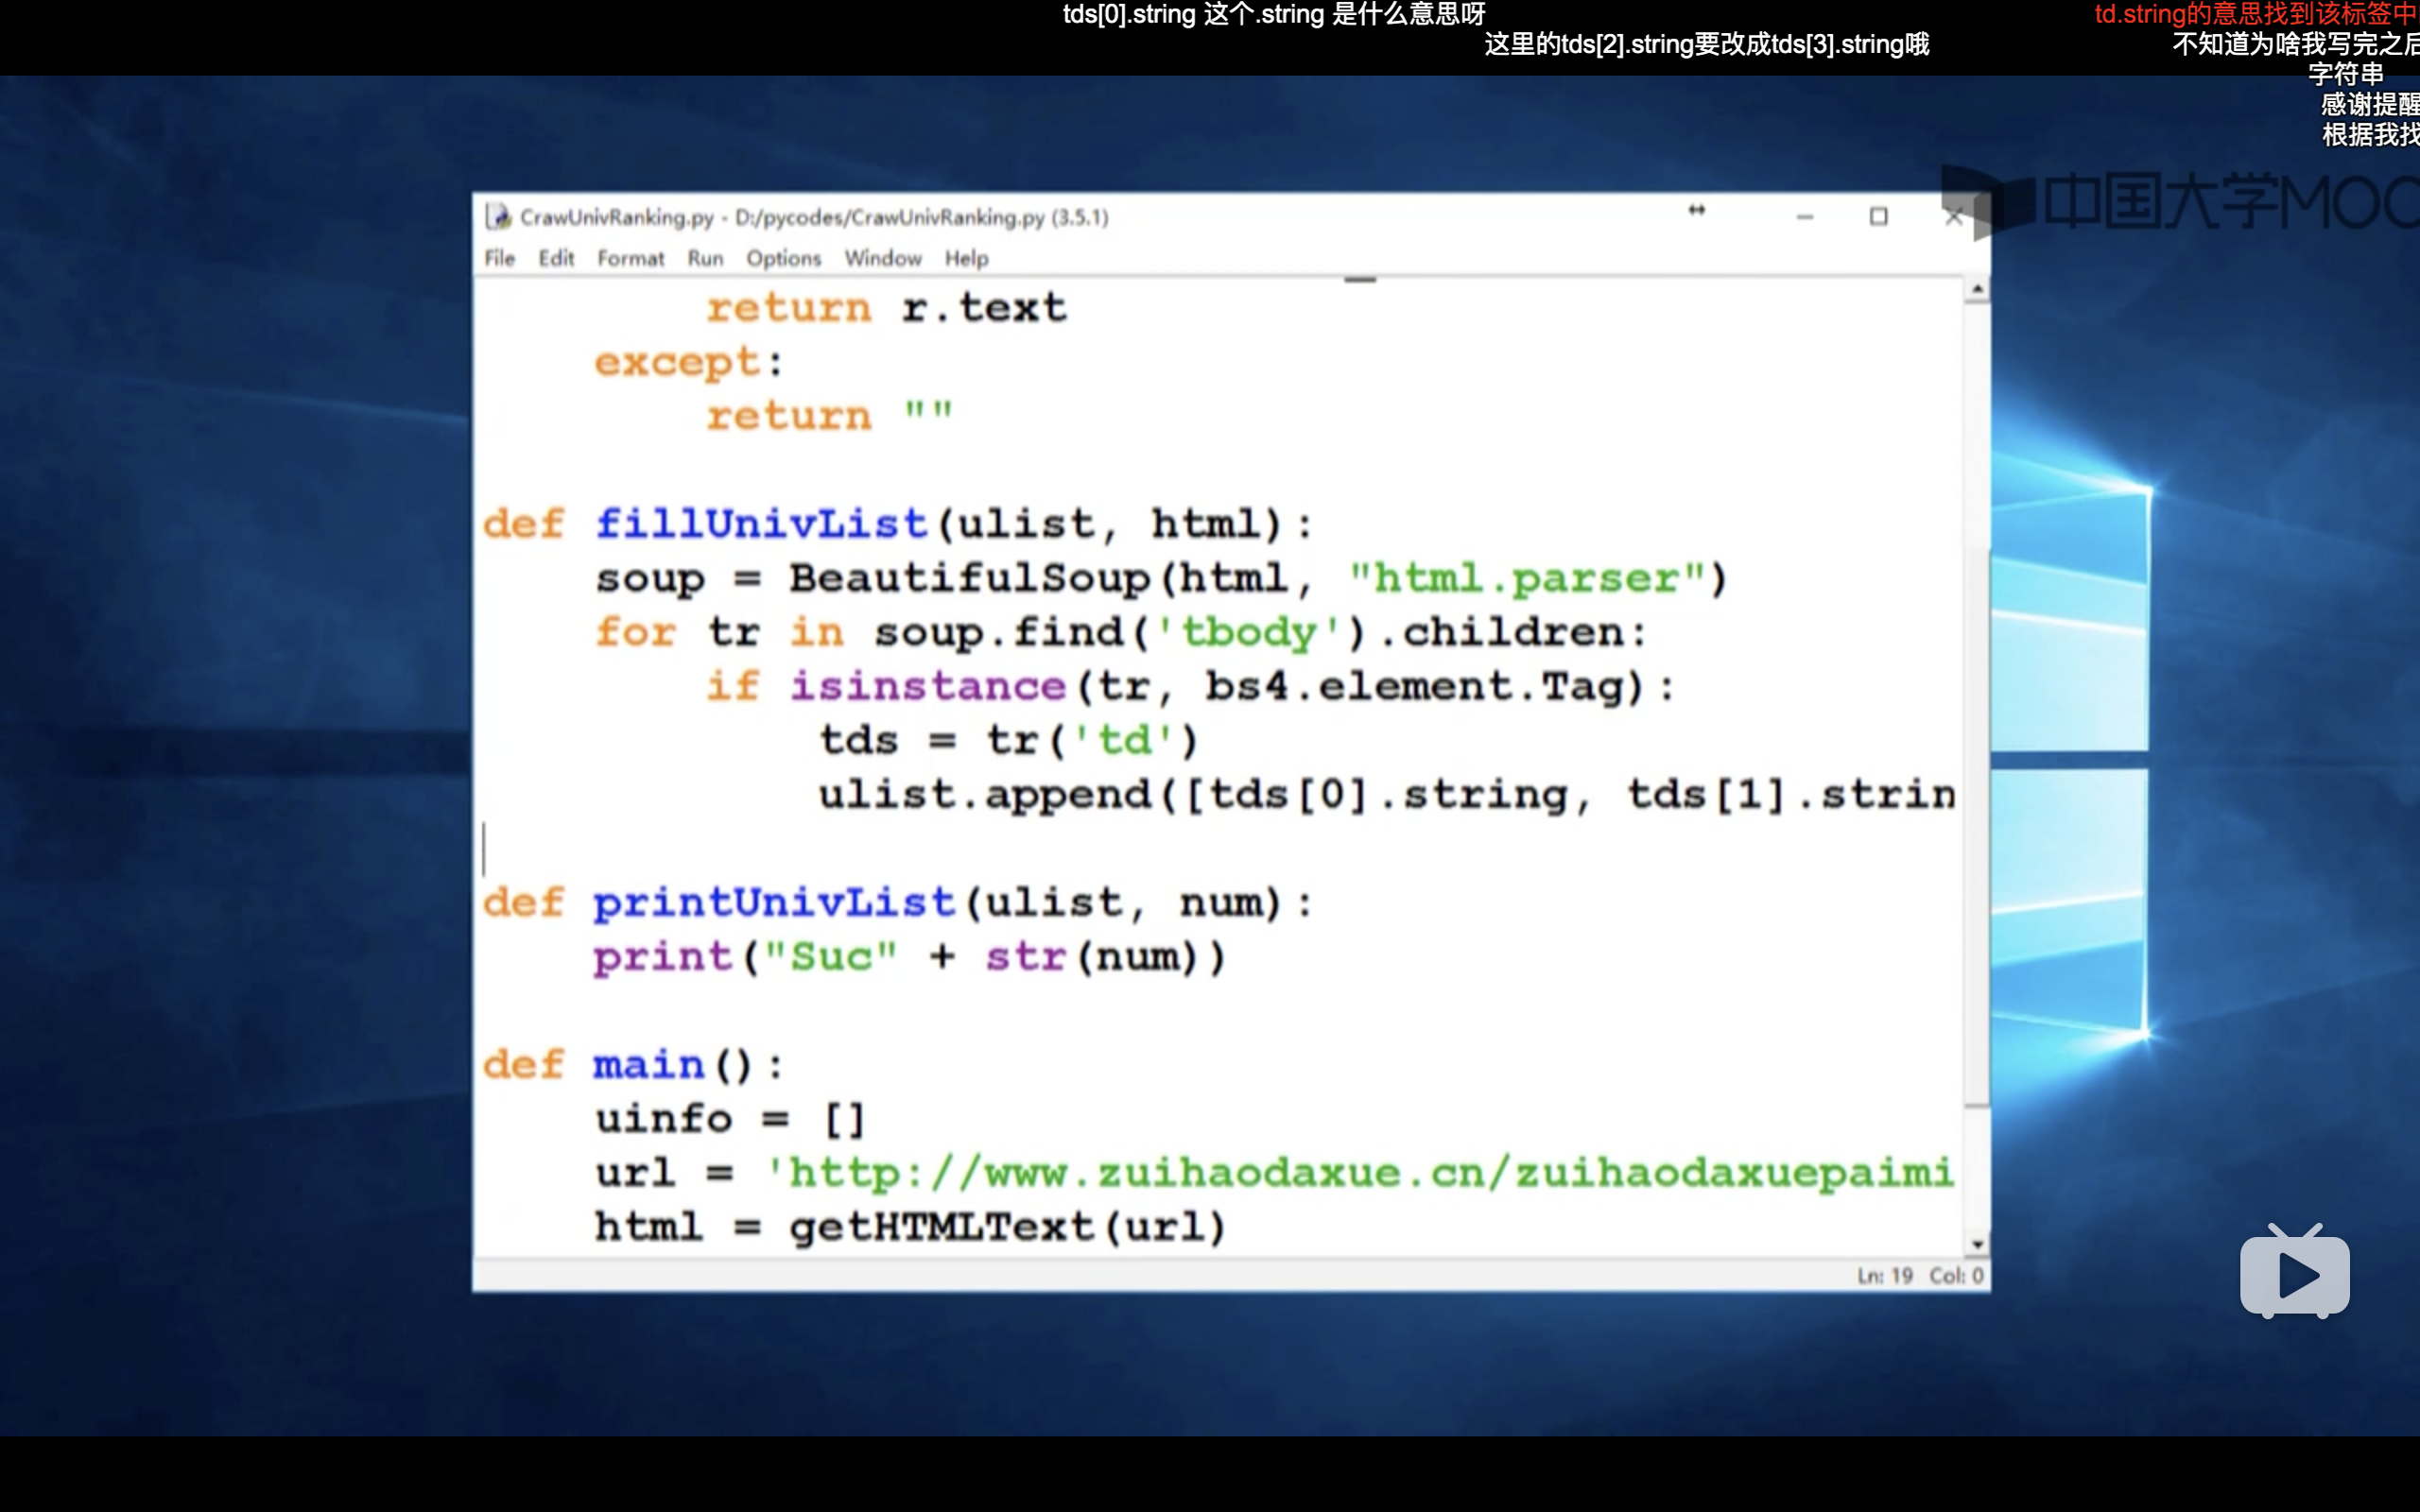 tds[0].string 这个.string 是什么意思呀
td.string的意思找到该标签中
这里的tds[2].string要改成tds[3].string哦
不知道为啥我写完之后
字符串
感谢提醒
根据我找
中国大学MOO
CrawUnivRanking.py - D:/pycodes/CrawUnivRanking.py (3.5.1)
File Edit Format Run Options Window Help
        return r.text
    except:
        return ""
def fillUnivList(ulist, html):
    soup = BeautifulSoup(html, "html.parser")
    for tr in soup.find('tbody').children:
        if isinstance(tr, bs4.element.Tag):
            tds = tr('td')
            ulist.append([tds[0].string, tds[1].strin
def printUnivList(ulist, num):
    print("Suc" + str(num))
def main():
    uinfo = []
    url = 'http://www.zuihaodaxue.cn/zuihaodaxuepaimi
    html = getHTMLText(url)
Ln: 19 Col: 0